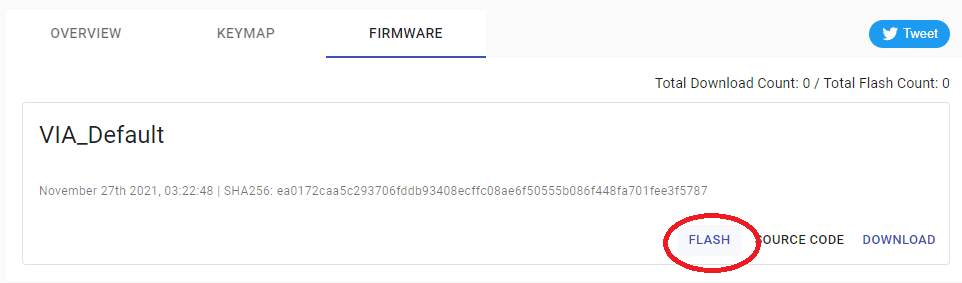 OVERVIEW KEYMAP FIRMWARE Tweet
Total Download Count: 0 / Total Flash Count: 0
VIA_Default
November 27th 2021, 03:22:48 | SHA256: ea0172caa5c293706fddb93408ecffc08ae6f50555b086f448fa701fee3f5787
FLASH SOURCE CODE DOWNLOAD